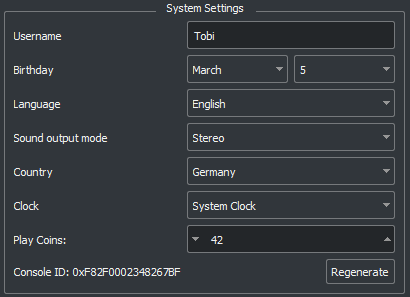 System Settings
Username Tobi
Birthday March 5
Language English
Sound output mode Stereo
Country Germany
Clock System Clock
Play Coins: 42
Console ID: 0xF82F0002348267BF Regenerate